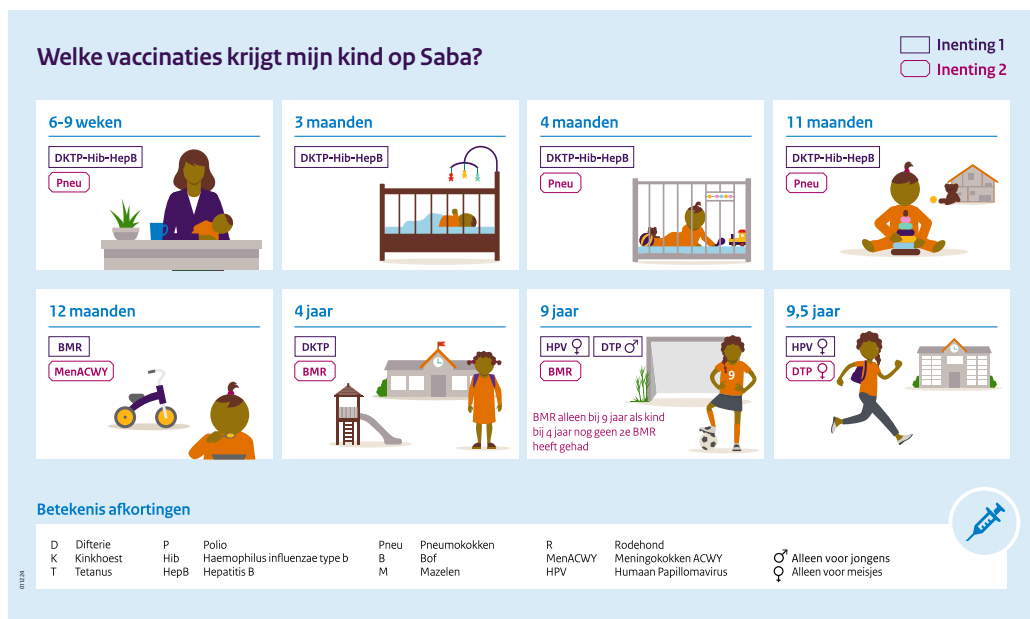 Welke vaccinaties krijgt mijn kind op Saba?
Inenting 1
Inenting 2
6-9 weken
DKTP-Hib-HepB
Pneu
3 maanden
DKTP-Hib-HepB
4 maanden
DKTP-Hib-HepB
Pneu
11 maanden
DKTP-Hib-HepB
Pneu
12 maanden
BMR
MenACWY
4 jaar
DKTP
BMR
9 jaar
HPV ♀ DTP ♂
BMR
BMR alleen bij 9 jaar als kind
bij 4 jaar nog geen 2e BMR
heeft gehad
9
9,5 jaar
HPV ♀
DTP ♀
Betekenis afkortingen
D Difterie
K Kinkhoest
T Tetanus
P Polio
Hib Haemophilus influenzae type b
HepB Hepatitis B
Pneu Pneumokokken
B Bof
M Mazelen
R Rodehond
MenACWY Meningokokken ACWY
HPV Humaan Papillomavirus
♂ Alleen voor jongens
♀ Alleen voor meisjes